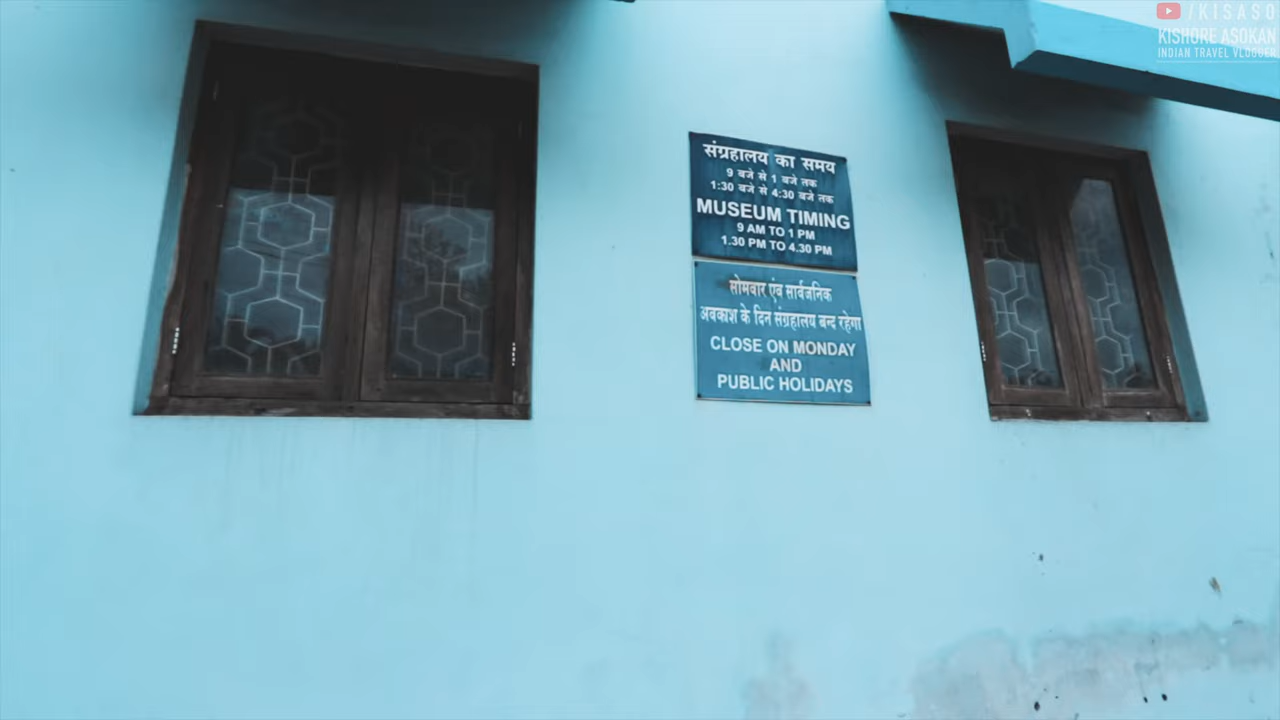 /KISASO
KISHORE ASOKAN
INDIAN TRAVEL VLOGGER
संग्रहालय का समय
9 बजे से 1 बजे तक
1:30 बजे से 4:30 बजे तक
MUSEUM TIMING
9 AM TO 1 PM
1.30 PM TO 4.30 PM
सोमवार एंव सार्वजनिक
अवकाश के दिन संग्रहालय बन्द रहेगा
CLOSE ON MONDAY
AND
PUBLIC HOLIDAYS